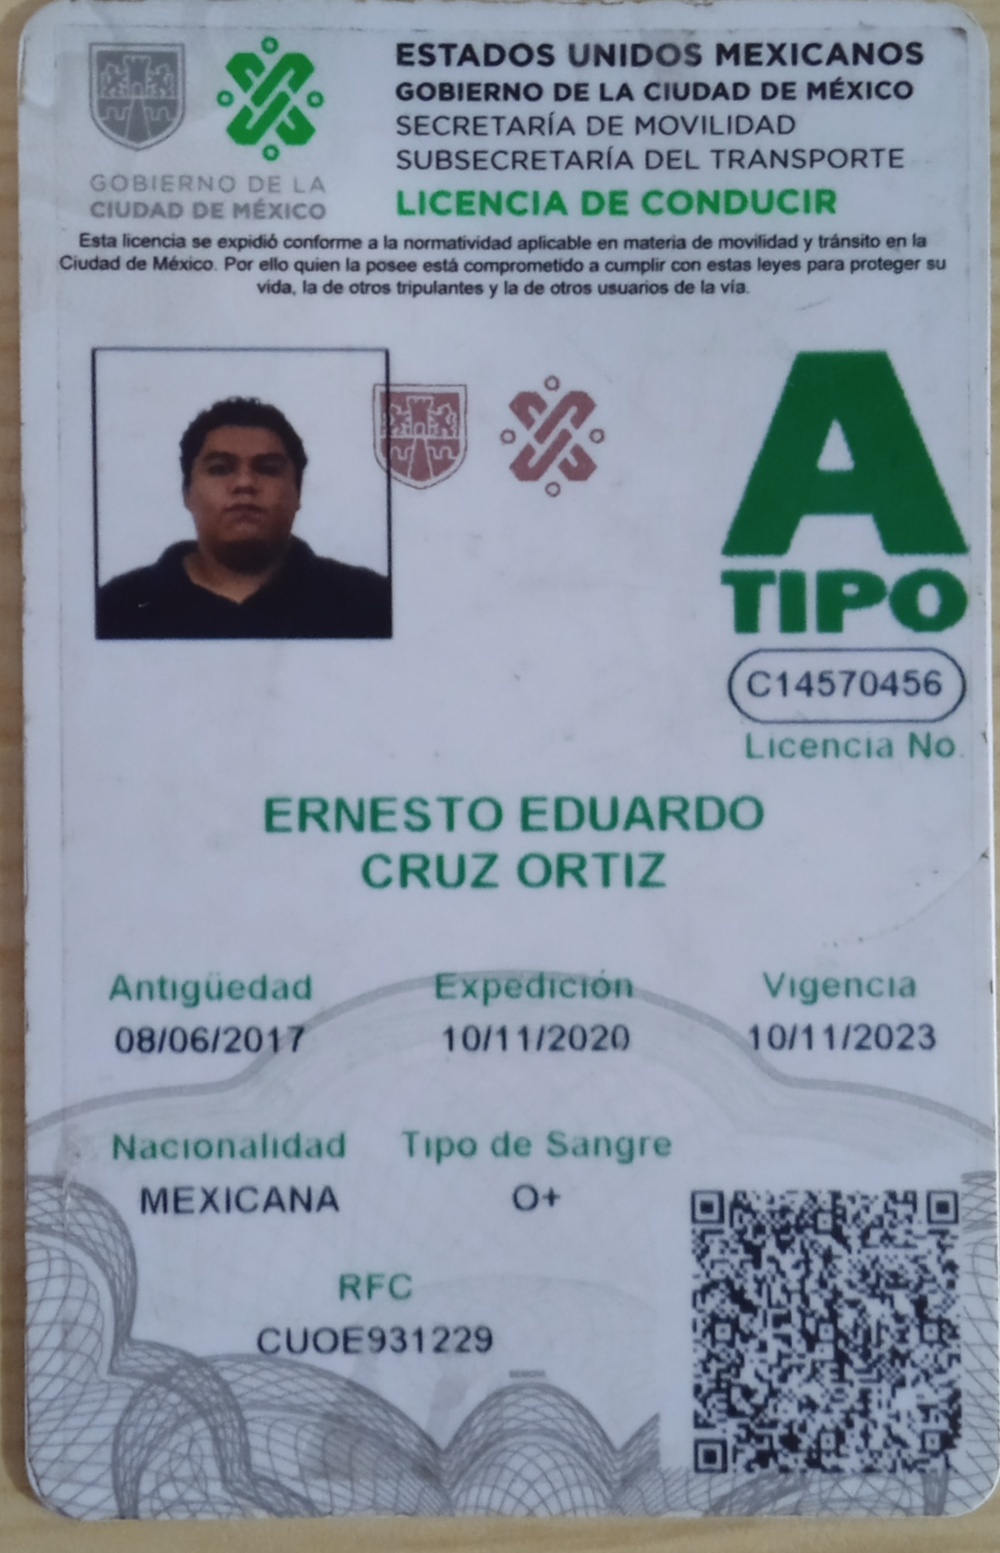 ESTADOS UNIDOS MEXICANOS
GOBIERNO DE LA CIUDAD DE MÉXICO
SECRETARÍA DE MOVILIDAD
SUBSECRETARÍA DEL TRANSPORTE
LICENCIA DE CONDUCIR
GOBIERNO DE LA
CIUDAD DE MÉXICO
Esta licencia se expidió conforme a la normatividad aplicable en materia de movilidad y tránsito en la
Ciudad de México. Por ello quien la posee está comprometido a cumplir con estas leyes para proteger su
vida, la de otros tripulantes y la de otros usuarios de la vía.
A
TIPO
C14570456
Licencia No.
ERNESTO EDUARDO
CRUZ ORTIZ
Antigüedad Expedición Vigencia
08/06/2017 10/11/2020 10/11/2023
Nacionalidad Tipo de Sangre
MEXICANA O+
RFC
CUOE931229